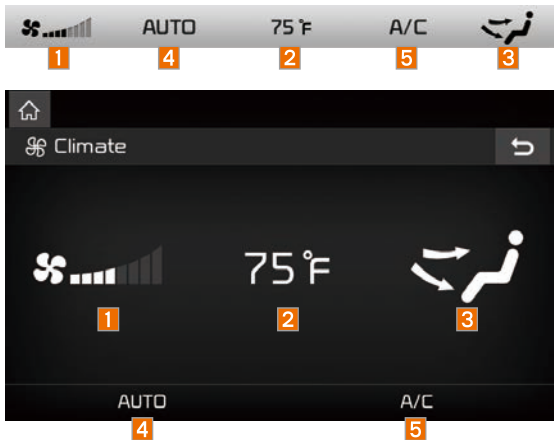 AUTO 75°F A/C
1 4 2 5 3
Climate
75°F
1 2 3
AUTO A/C
4 5